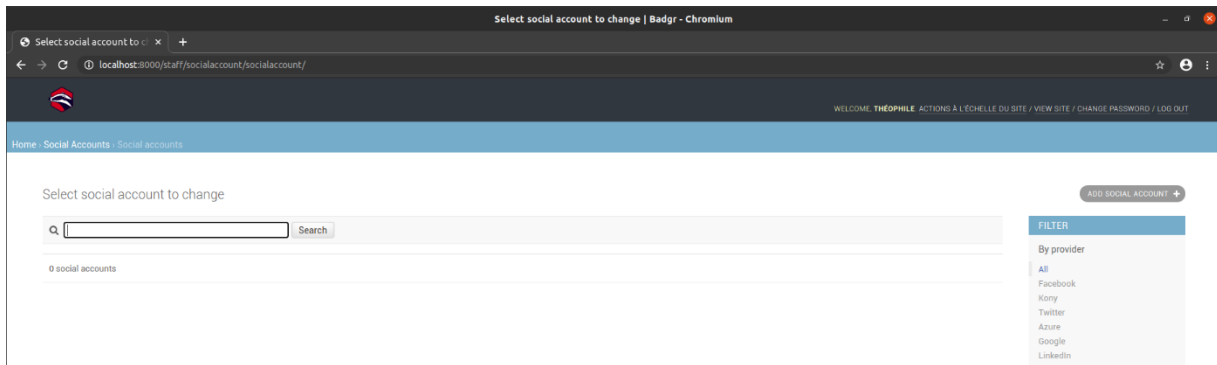 Select social account to change | Badgr - Chromium
Select social account to c
localhost:8000/staff/socialaccount/socialaccount/
WELCOME, THÉOPHILE. ACTIONS À L'ÉCHELLE DU SITE / VIEW SITE / CHANGE PASSWORD / LOG OUT
Home › Social Accounts › Social accounts
Select social account to change
ADD SOCIAL ACCOUNT +
Search
FILTER
By provider
0 social accounts
All
Facebook
Kony
Twitter
Azure
Google
LinkedIn